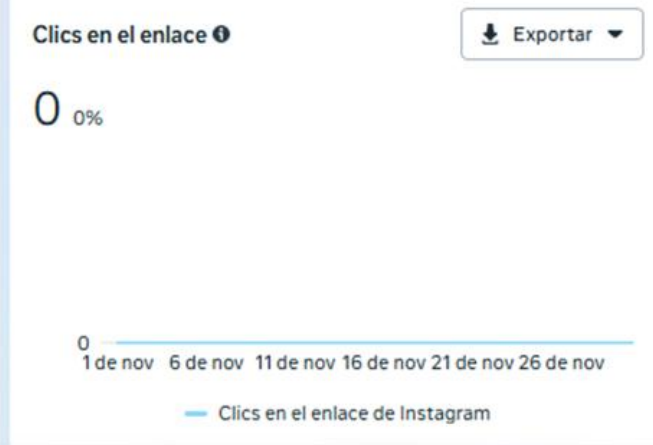 Clics en el enlace
Exportar
0 0%
0
1 de nov 6 de nov 11 de nov 16 de nov 21 de nov 26 de nov
Clics en el enlace de Instagram